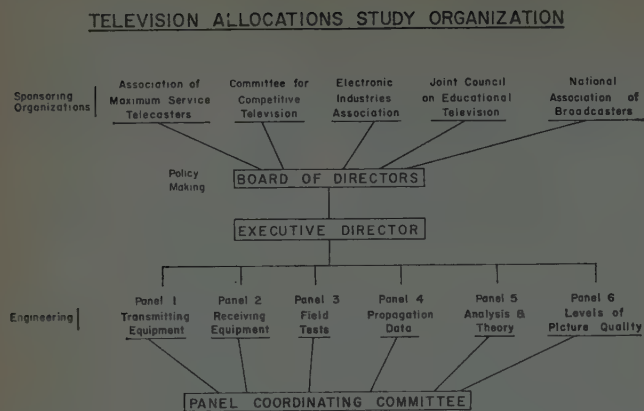 TELEVISION ALLOCATIONS STUDY ORGANIZATION
Sponsoring
Organizations
Association of
Maximum Service
Telecasters
Committee for
Competitive
Television
Electronic
Industries
Association
Joint Council
on Educational
Television
National
Association of
Broadcasters
Policy
Making
BOARD OF DIRECTORS
EXECUTIVE DIRECTOR
Engineering
Panel 1
Transmitting
Equipment
Panel 2
Receiving
Equipment
Panel 3
Field
Tests
Panel 4
Propagation
Data
Panel 5
Analysis &
Theory
Panel 6
Levels of
Picture Quality
PANEL COORDINATING COMMITTEE